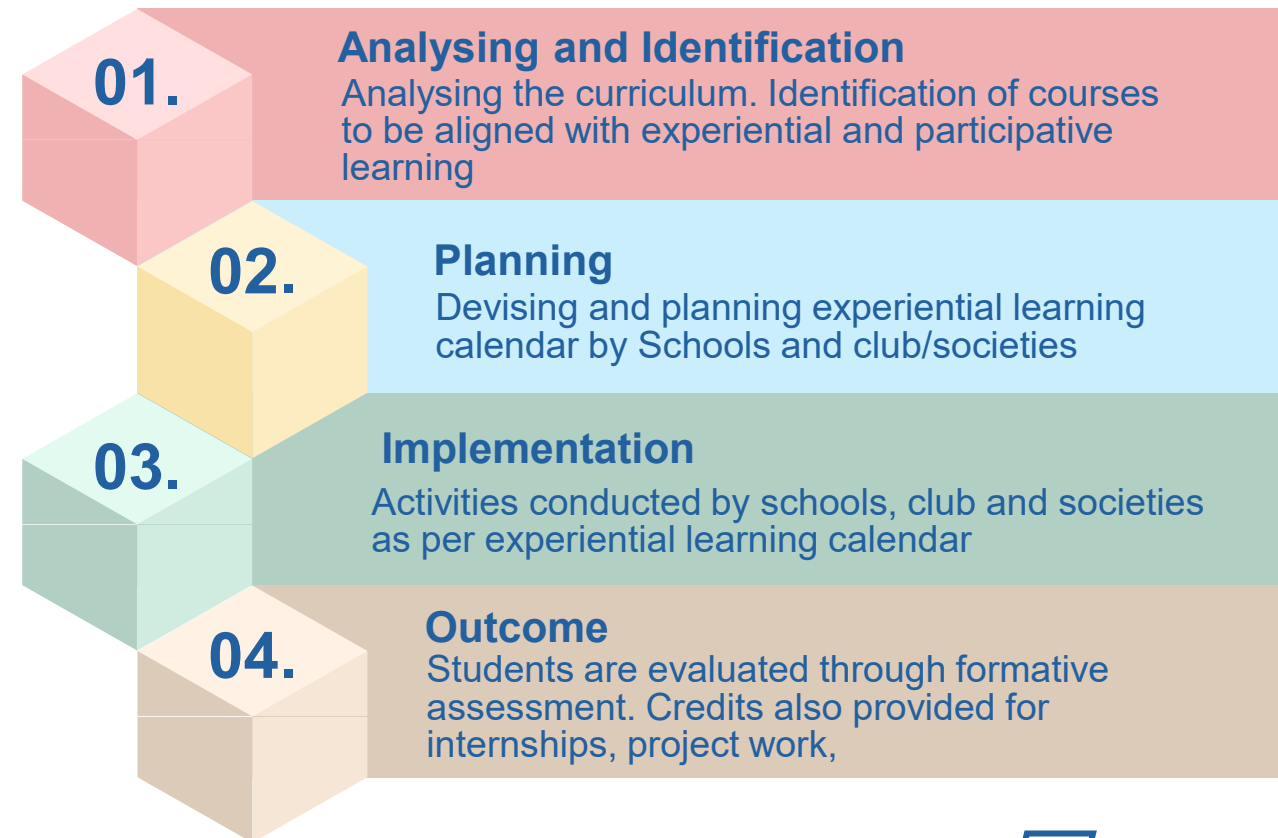 01.
Analysing and Identification
Analysing the curriculum. Identification of courses
to be aligned with experiential and participative
learning
02.
Planning
Devising and planning experiential learning
calendar by Schools and club/societies
03.
Implementation
Activities conducted by schools, club and societies
as per experiential learning calendar
04.
Outcome
Students are evaluated through formative
assessment. Credits also provided for
internships, project work,